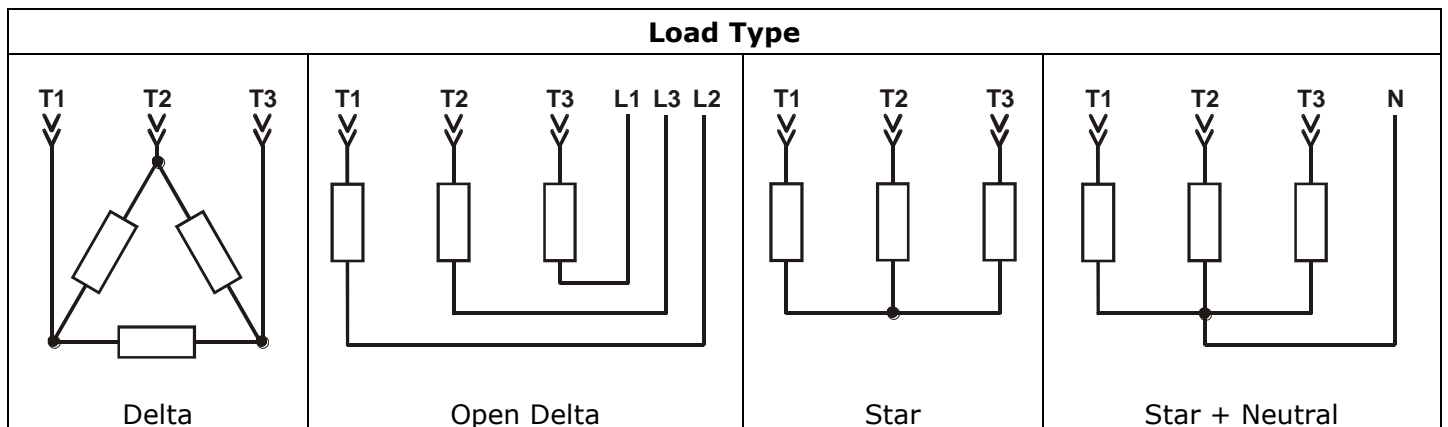 Load Type
T1 T2 T3
T1 T2 T3 L1 L3 L2
T1 T2 T3
T1 T2 T3 N
Delta
Open Delta
Star
Star + Neutral